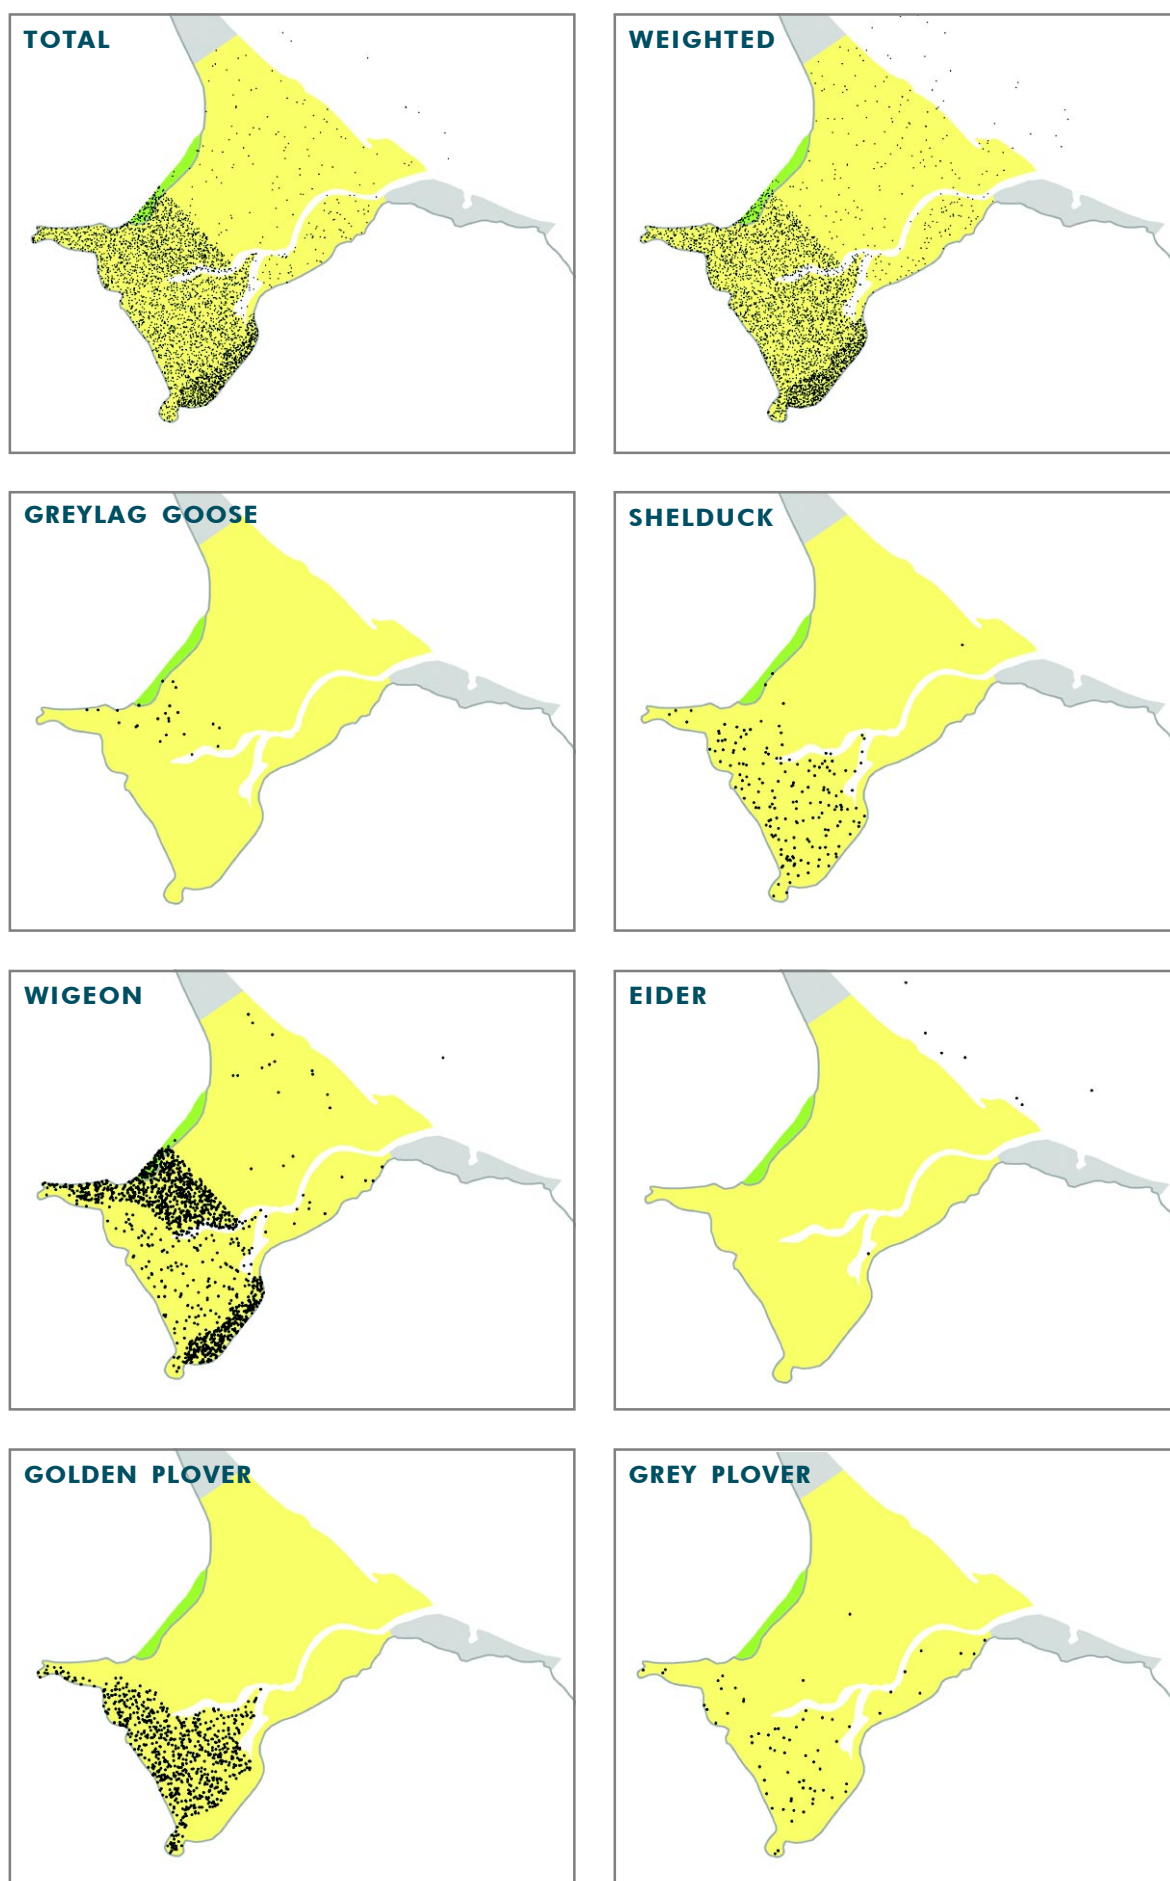 TOTAL
WEIGHTED
GREYLAG GOOSE
SHELDUCK
WIGEON
EIDER
GOLDEN PLOVER
GREY PLOVER